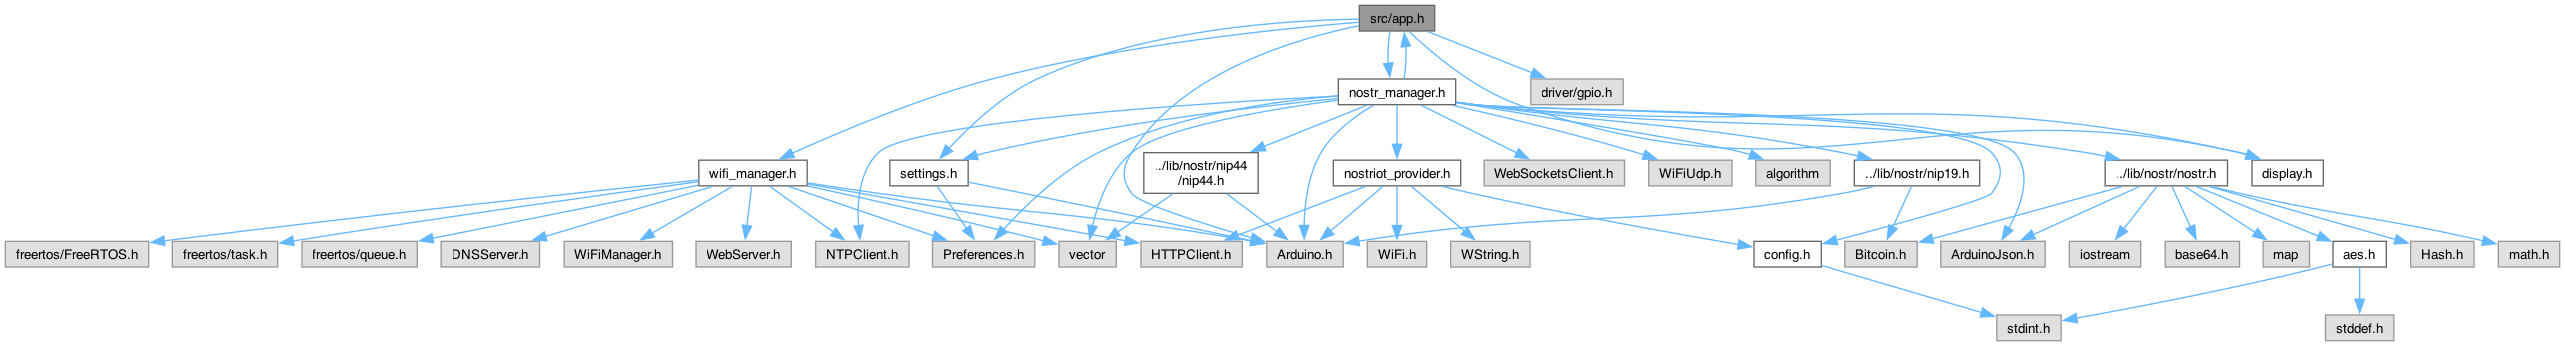 src/app.h
nostr_manager.h
driver/gpio.h
wifi_manager.h
settings.h
../lib/nostr/nip44
/nip44.h
nostriot_provider.h
WebSocketsClient.h
WiFiUdp.h
algorithm
../lib/nostr/nip19.h
../lib/nostr/nostr.h
display.h
freertos/FreeRTOS.h
freertos/task.h
freertos/queue.h
DNSServer.h
WiFiManager.h
WebServer.h
NTPClient.h
Preferences.h
vector
HTTPClient.h
Arduino.h
WiFi.h
WString.h
config.h
Bitcoin.h
ArduinoJson.h
iostream
base64.h
map
aes.h
Hash.h
math.h
stdint.h
stddef.h